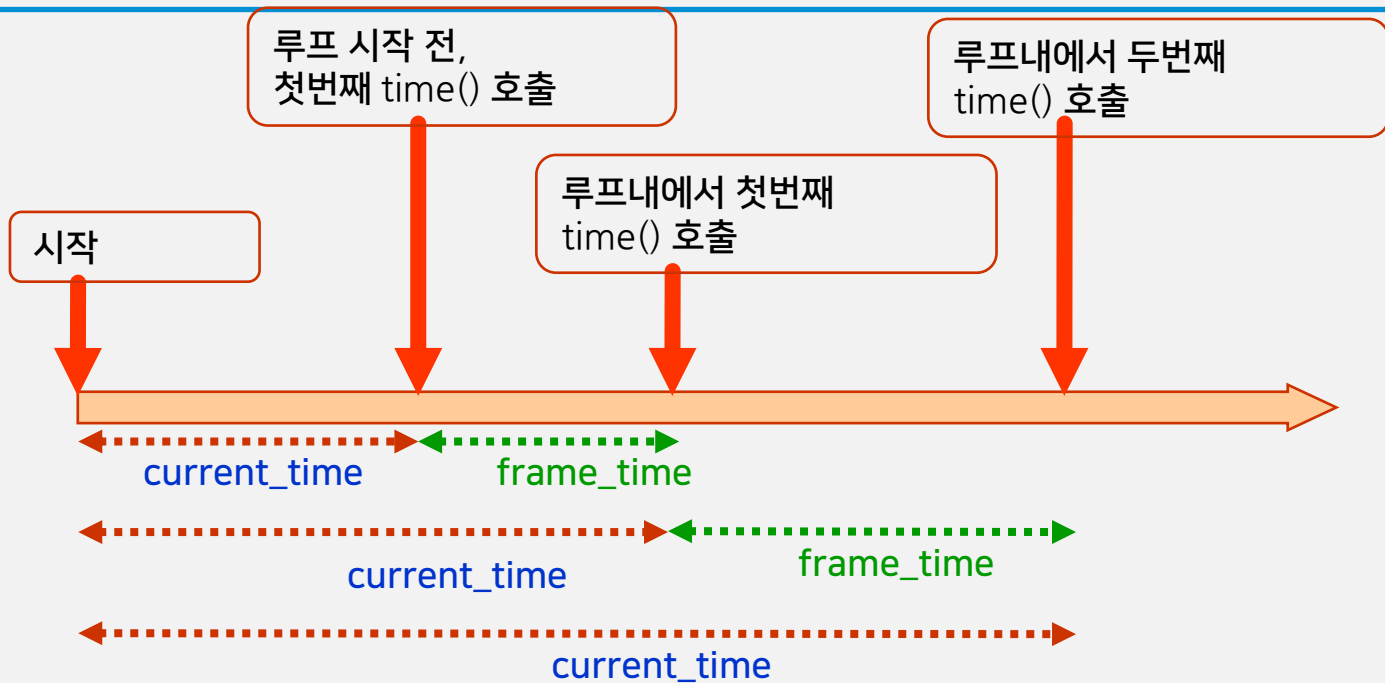 루프 시작 전,
첫번째 time() 호출
루프내에서 두번째
time() 호출
루프내에서 첫번째
time() 호출
시작
current_time
frame_time
current_time
frame_time
current_time